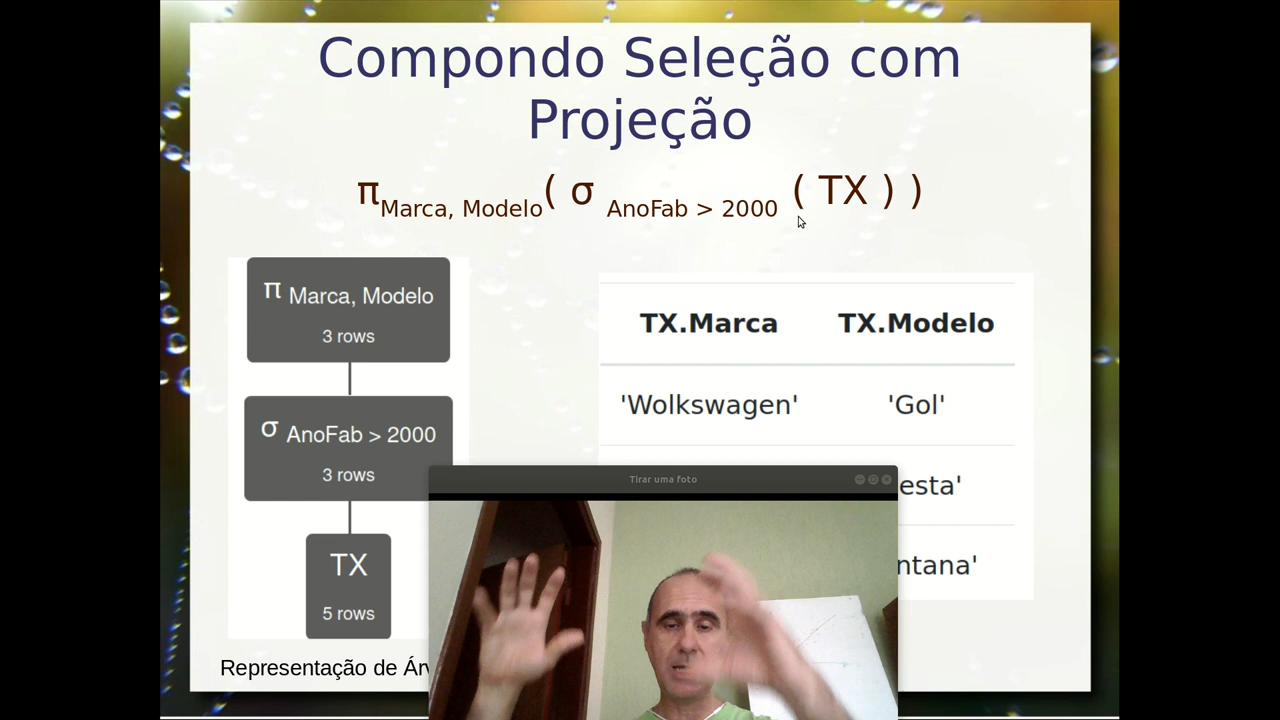 Compondo Seleção com
Projeção
πMarca, Modelo( σ AnoFab > 2000 ( TX ) )
π Marca, Modelo
3 rows
σ AnoFab > 2000
3 rows
TX
5 rows
Representação de
TX.Marca TX.Modelo
'Wolkswagen' 'Gol'
esta'
ntana'
Tirar uma foto